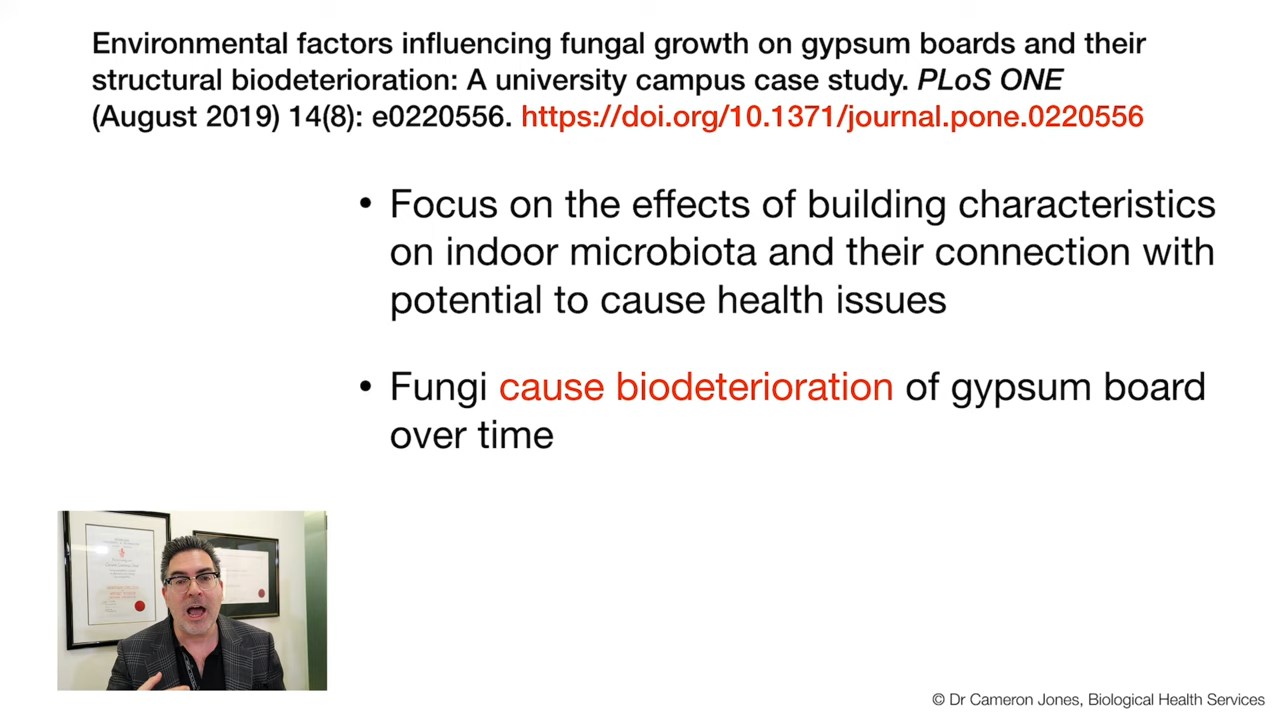 Environmental factors influencing fungal growth on gypsum boards and their
structural biodeterioration: A university campus case study. PLoS ONE
(August 2019) 14(8): e0220556. https://doi.org/10.1371/journal.pone.0220556
• Focus on the effects of building characteristics
on indoor microbiota and their connection with
potential to cause health issues
• Fungi cause biodeterioration of gypsum board
over time
© Dr Cameron Jones, Biological Health Services